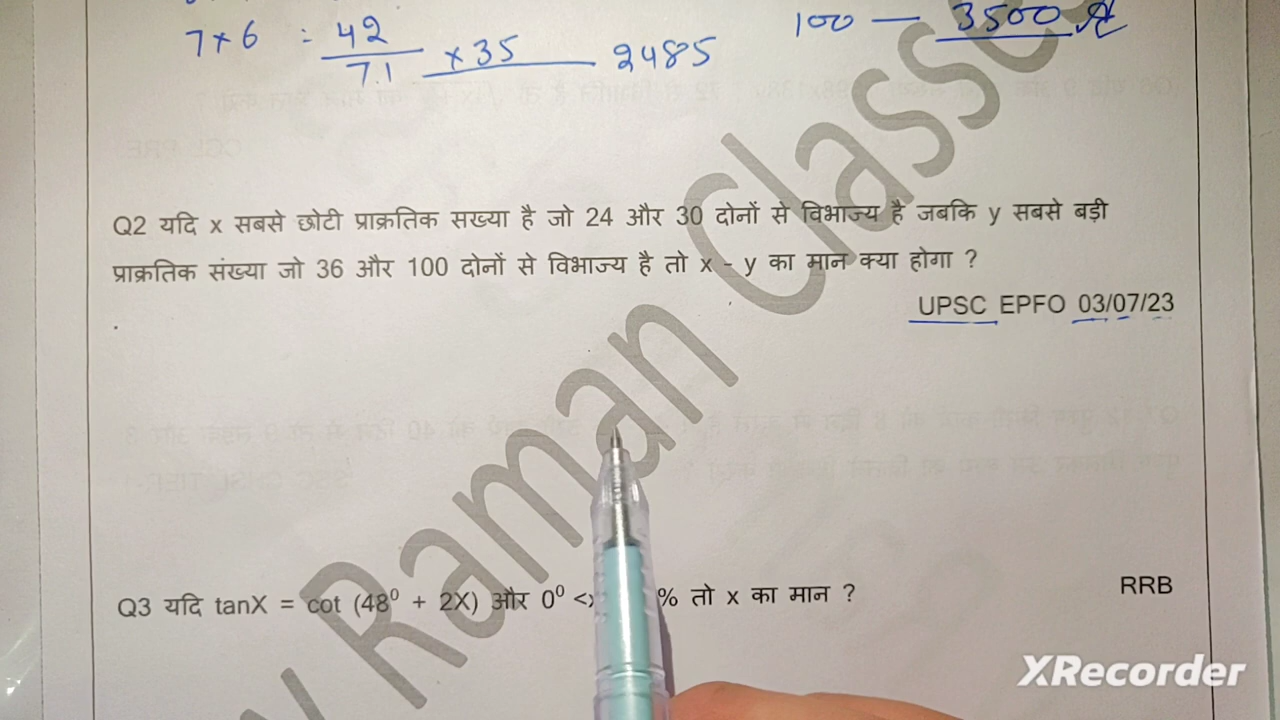 7×6 = 42/7.1 × 35 2485
100 — 3500
Q2 यदि x सबसे छोटी प्राक्रतिक सख्या है जो 24 और 30 दोनों से विभाज्य है जबकि y सबसे बड़ी
प्राक्रतिक संख्या जो 36 और 100 दोनों से विभाज्य है तो x - y का मान क्या होगा ?
UPSC EPFO 03/07/23
Raman Classes
Q3 यदि tanX = cot (48⁰ + 2X) और 0⁰ < % तो x का मान ?
RRB
XRecorder